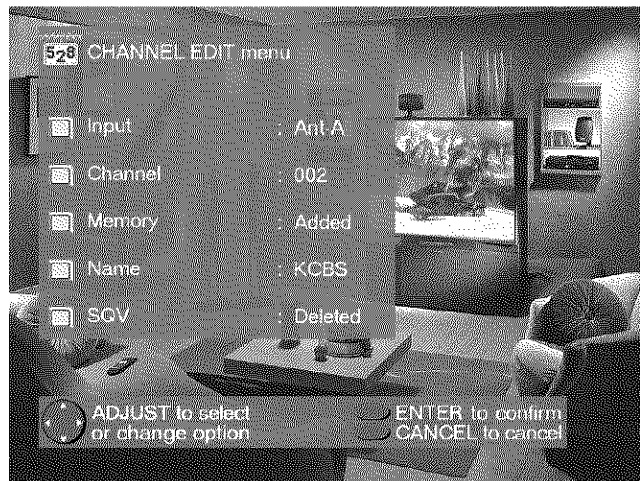 528 CHANNEL EDIT menu
Input : Ant-A
Channel : 002
Memory : Added
Name : KCBS
SQV : Deleted
ADJUST to select
or change option
ENTER to confirm
CANCEL to cancel